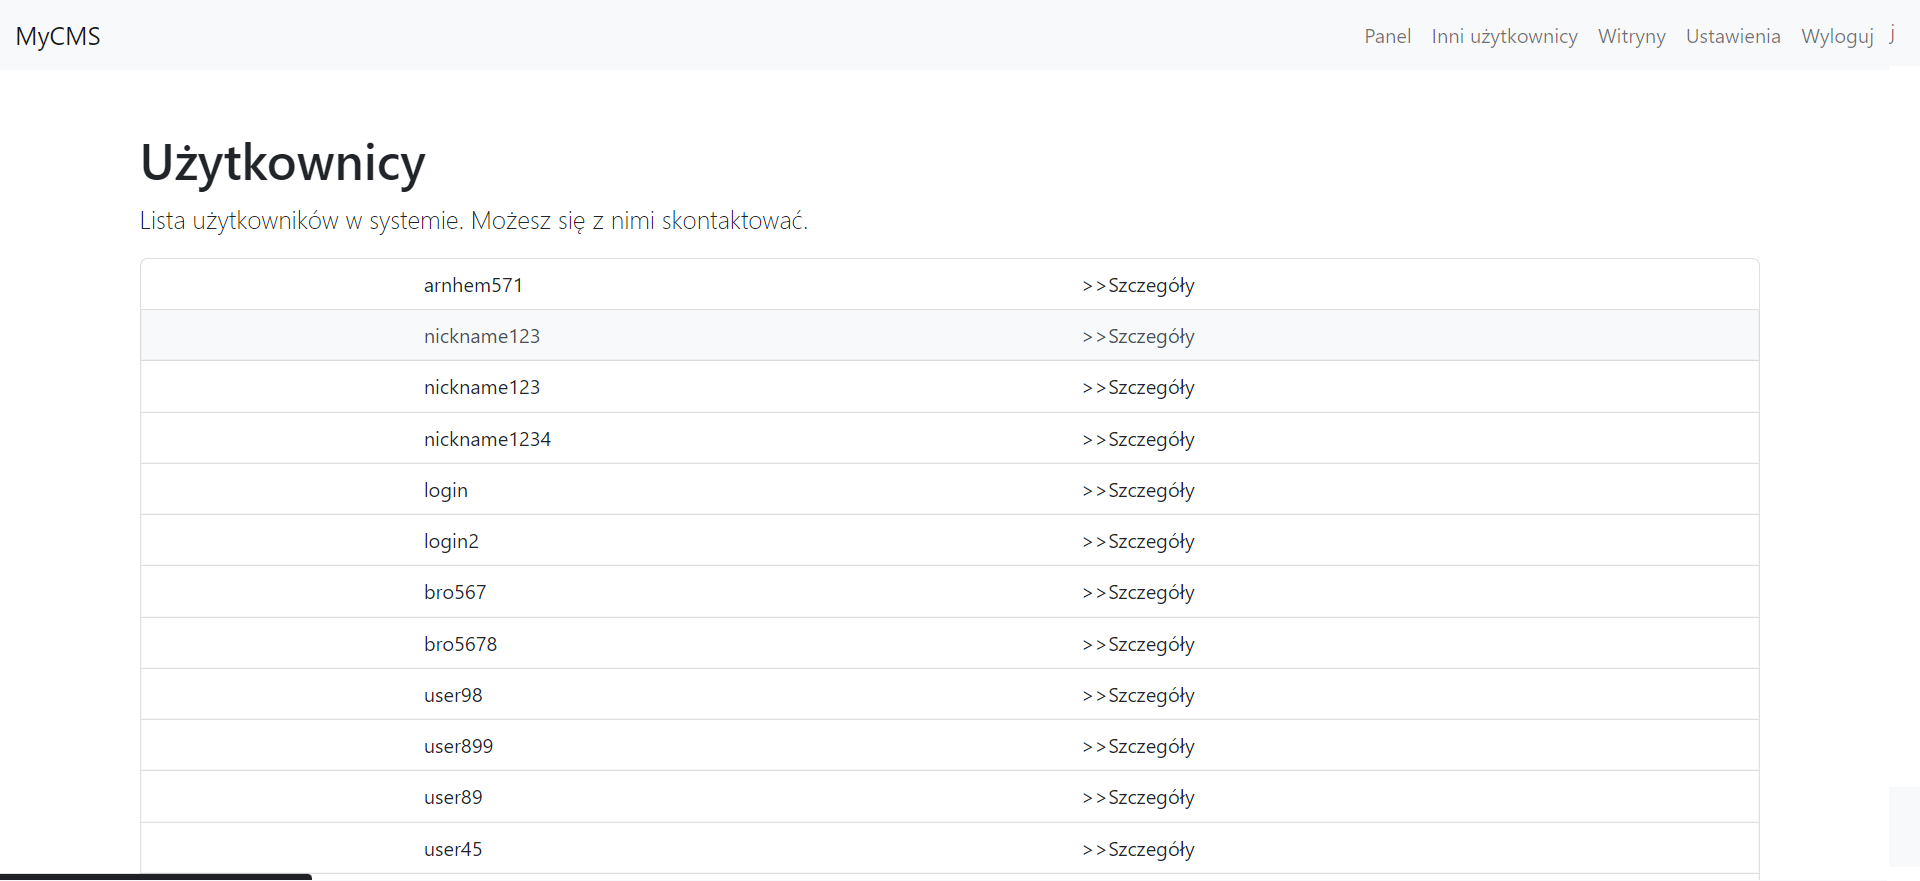 MyCMS Panel Inni użytkownicy Witryny Ustawienia Wyloguj j
Użytkownicy
Lista użytkowników w systemie. Możesz się z nimi skontaktować.
arnhem571 >>Szczegóły
nickname123 >>Szczegóły
nickname123 >>Szczegóły
nickname1234 >>Szczegóły
login >>Szczegóły
login2 >>Szczegóły
bro567 >>Szczegóły
bro5678 >>Szczegóły
user98 >>Szczegóły
user899 >>Szczegóły
user89 >>Szczegóły
user45 >>Szczegóły